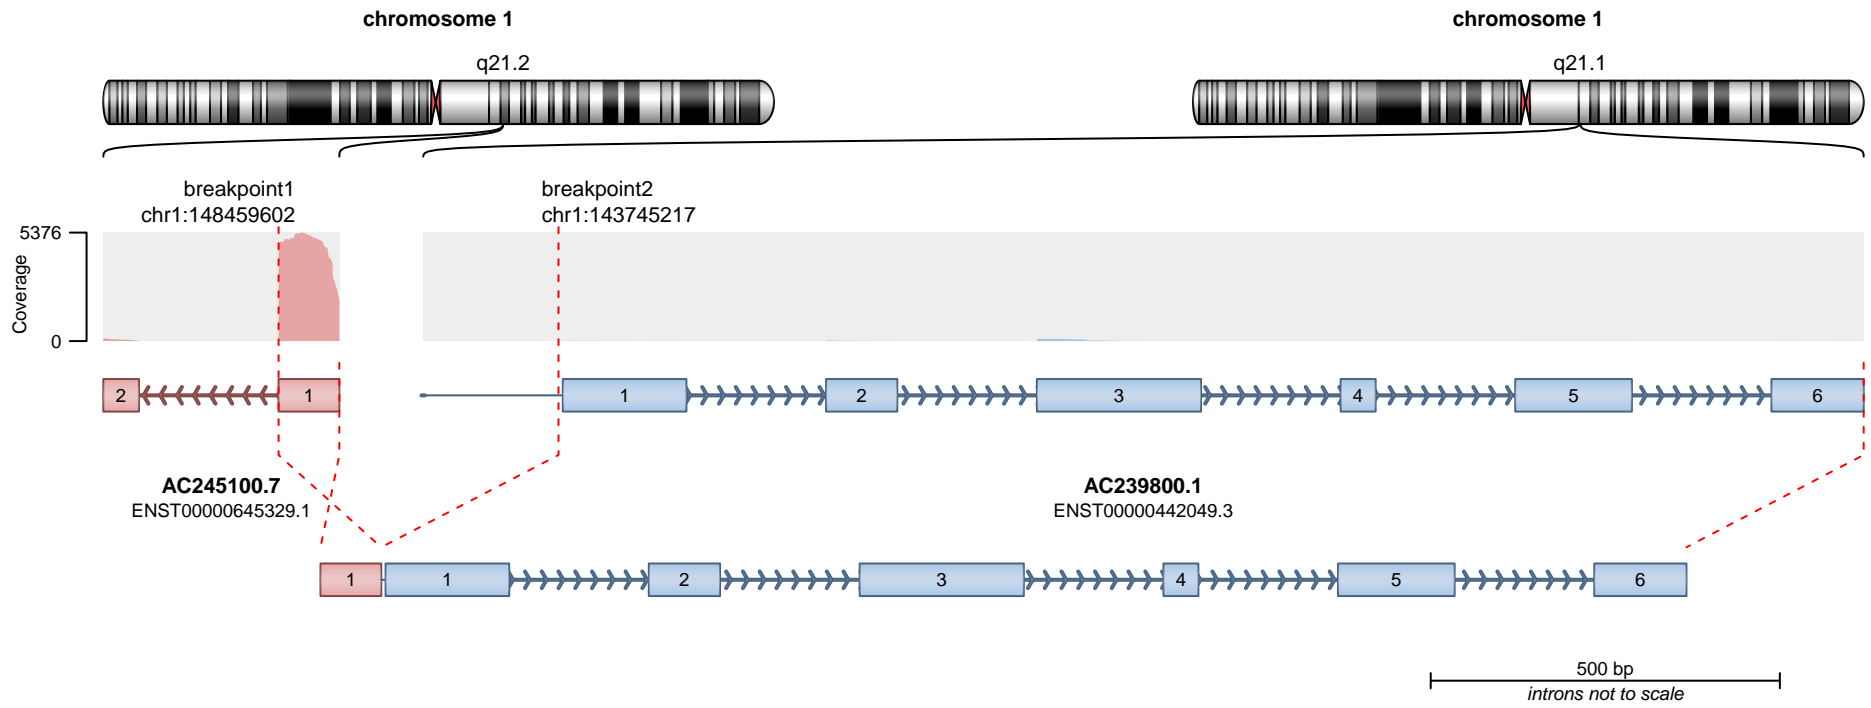 chromosome 1
chromosome 1
q21.2
q21.1
breakpoint1
chr1:148459602
breakpoint2
chr1:143745217
5376
Coverage
0
2
1
1
2
3
4
5
6
AC245100.7
ENST00000645329.1
AC239800.1
ENST00000442049.3
1
1
2
3
4
5
6
500 bp
introns not to scale